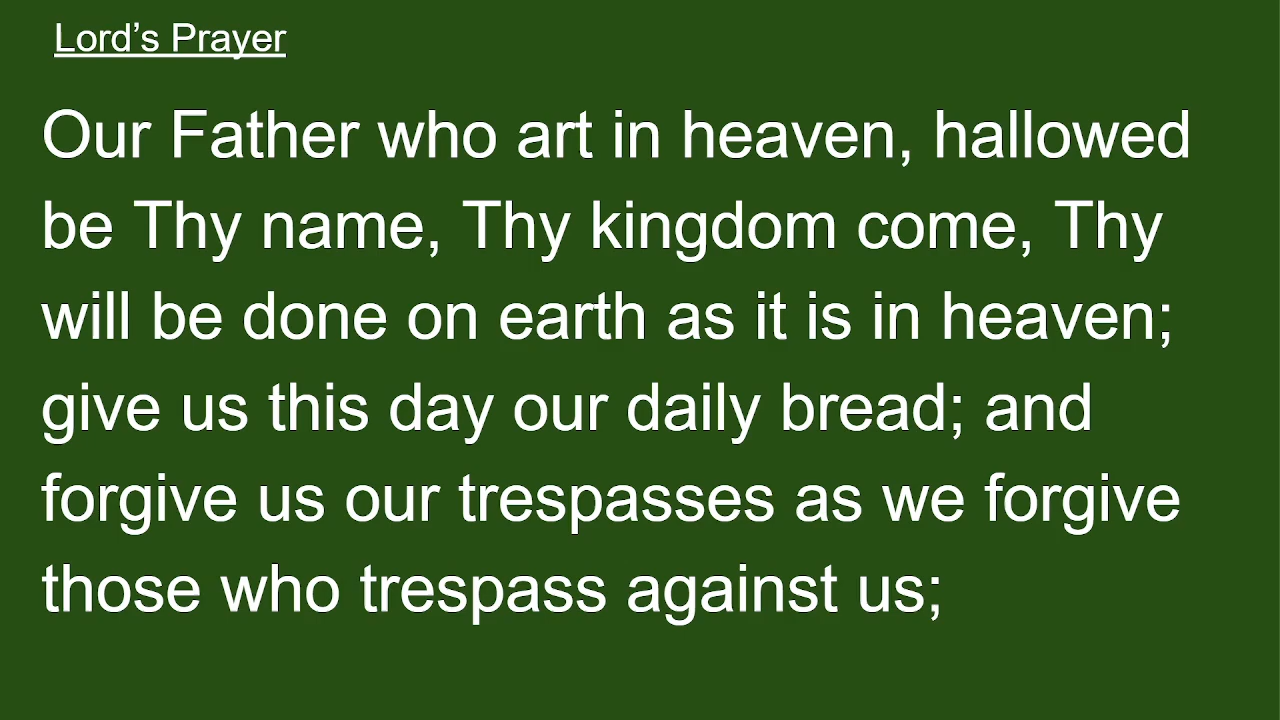 Lord’s Prayer
Our Father who art in heaven, hallowed
be Thy name, Thy kingdom come, Thy
will be done on earth as it is in heaven;
give us this day our daily bread; and
forgive us our trespasses as we forgive
those who trespass against us;